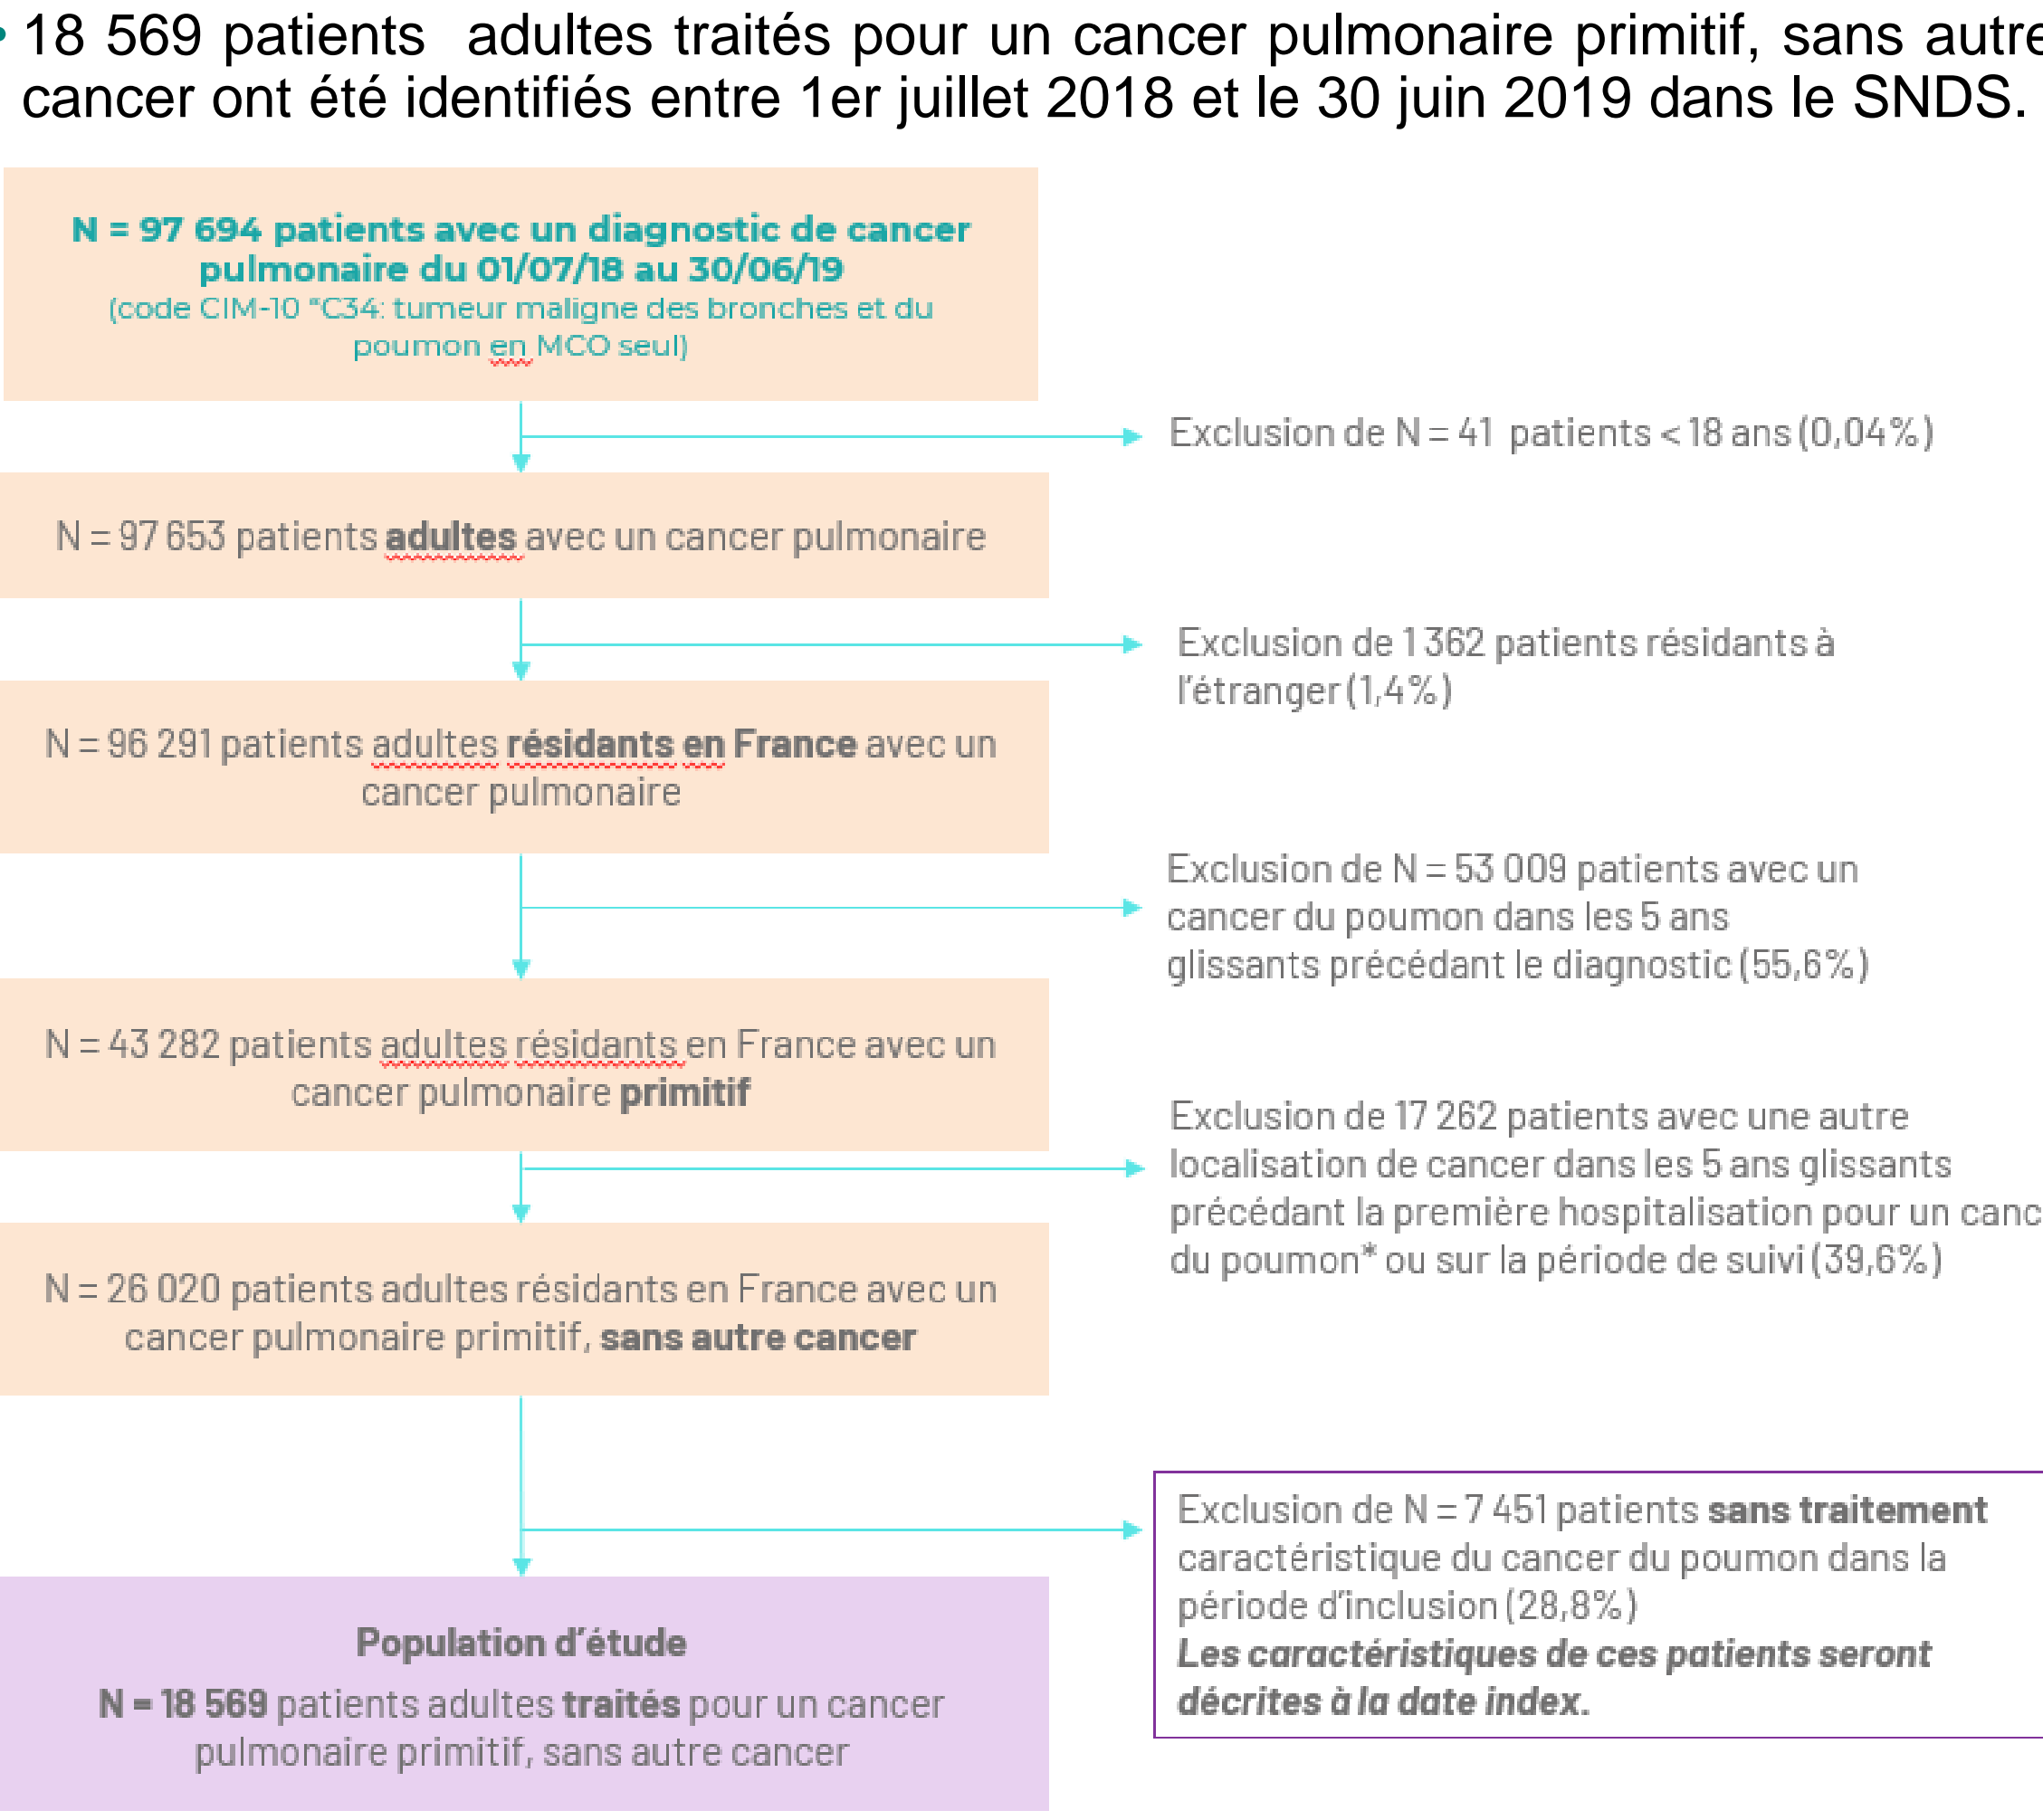 • 18 569 patients adultes traités pour un cancer pulmonaire primitif, sans autre
cancer ont été identifiés entre 1er juillet 2018 et le 30 juin 2019 dans le SNDS.
N = 97 694 patients avec un diagnostic de cancer
pulmonaire du 01/07/18 au 30/06/19
(code CIM-10 "C34: tumeur maligne des bronches et du
poumon en MCO seul)
Exclusion de N = 41 patients < 18 ans (0,04%)
N = 97 653 patients adultes avec un cancer pulmonaire
Exclusion de 1 362 patients résidants à
l'étranger (1,4%)
N = 96 291 patients adultes résidants en France avec un
cancer pulmonaire
Exclusion de N = 53 009 patients avec un
cancer du poumon dans les 5 ans
glissants précédant le diagnostic (55,6%)
N = 43 282 patients adultes résidants en France avec un
cancer pulmonaire primitif
Exclusion de 17 262 patients avec une autre
localisation de cancer dans les 5 ans glissants
précédant la première hospitalisation pour un canc
du poumon* ou sur la période de suivi (39,6%)
N = 26 020 patients adultes résidants en France avec un
cancer pulmonaire primitif, sans autre cancer
Exclusion de N = 7 451 patients sans traitement
caractéristique du cancer du poumon dans la
période d'inclusion (28,8%)
Les caractéristiques de ces patients seront
décrites à la date index.
Population d'étude
N = 18 569 patients adultes traités pour un cancer
pulmonaire primitif, sans autre cancer